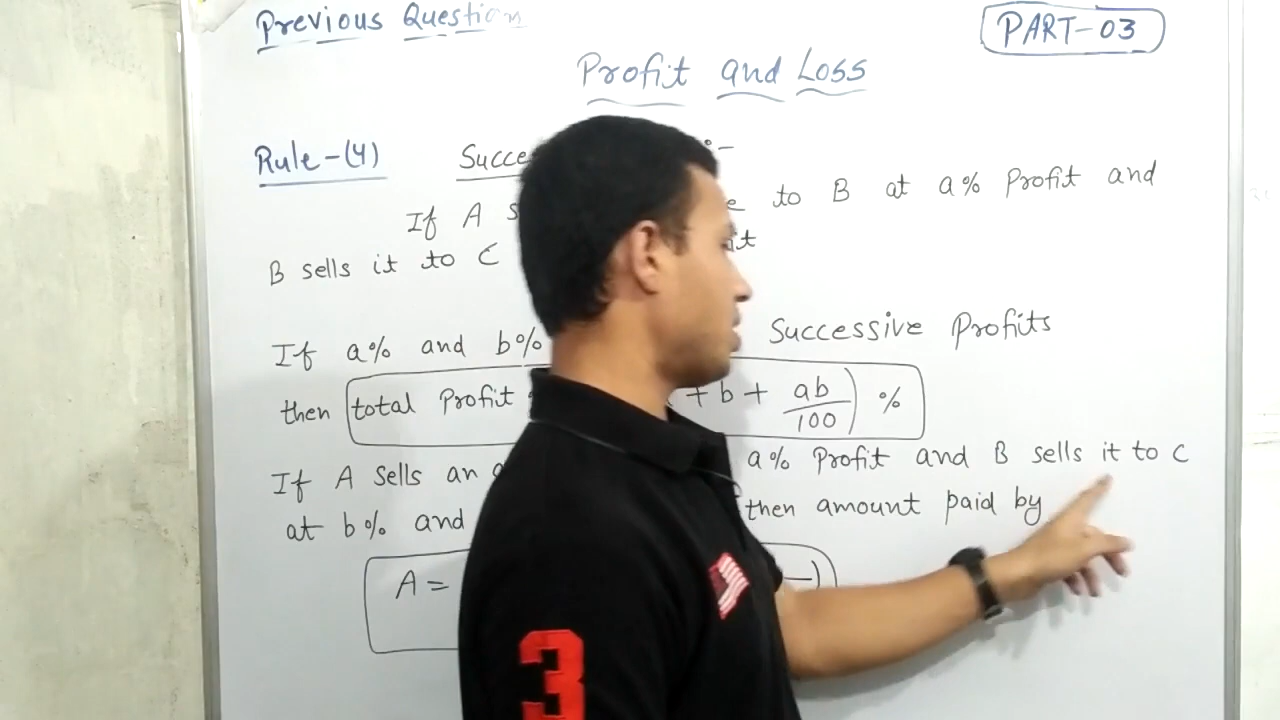 Previous Question
PART-03
Profit and Loss
Rule-(4) Succe :-
If A s e to B at a% Profit and
B sells it to C it
If a% and b% Successive Profits
then total Profit + b + ab/100) %
If A Sells an a a% Profit and B sells it to C
at b% and then amount paid by
A =
3